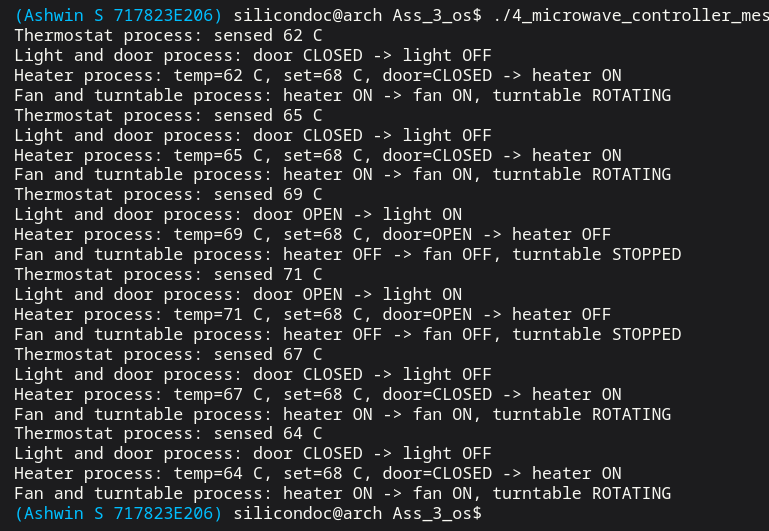 (Ashwin S 717823E206) silicondoc@arch Ass_3_os$ ./4_microwave_controller_mes
Thermostat process: sensed 62 C
Light and door process: door CLOSED -> light OFF
Heater process: temp=62 C, set=68 C, door=CLOSED -> heater ON
Fan and turntable process: heater ON -> fan ON, turntable ROTATING
Thermostat process: sensed 65 C
Light and door process: door CLOSED -> light OFF
Heater process: temp=65 C, set=68 C, door=CLOSED -> heater ON
Fan and turntable process: heater ON -> fan ON, turntable ROTATING
Thermostat process: sensed 69 C
Light and door process: door OPEN -> light ON
Heater process: temp=69 C, set=68 C, door=OPEN -> heater OFF
Fan and turntable process: heater OFF -> fan OFF, turntable STOPPED
Thermostat process: sensed 71 C
Light and door process: door OPEN -> light ON
Heater process: temp=71 C, set=68 C, door=OPEN -> heater OFF
Fan and turntable process: heater OFF -> fan OFF, turntable STOPPED
Thermostat process: sensed 67 C
Light and door process: door CLOSED -> light OFF
Heater process: temp=67 C, set=68 C, door=CLOSED -> heater ON
Fan and turntable process: heater ON -> fan ON, turntable ROTATING
Thermostat process: sensed 64 C
Light and door process: door CLOSED -> light OFF
Heater process: temp=64 C, set=68 C, door=CLOSED -> heater ON
Fan and turntable process: heater ON -> fan ON, turntable ROTATING
(Ashwin S 717823E206) silicondoc@arch Ass_3_os$